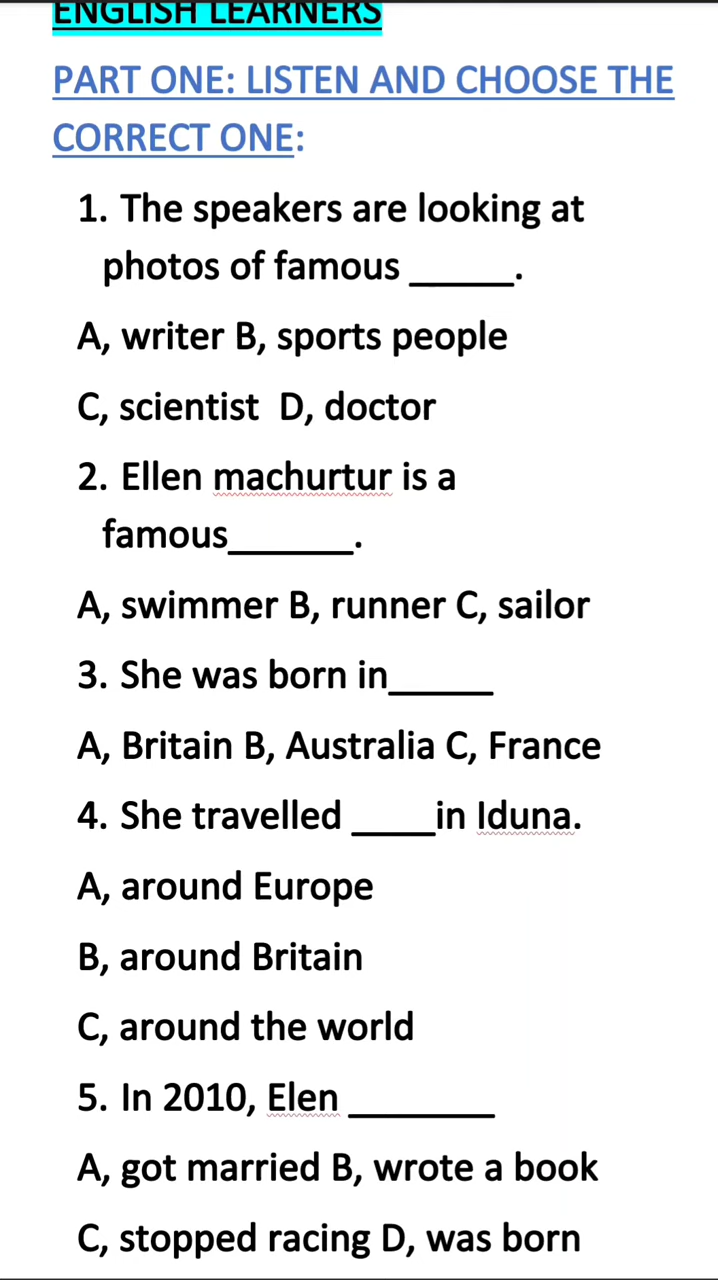 ENGLISH LEARNERS
PART ONE: LISTEN AND CHOOSE THE
CORRECT ONE:
1. The speakers are looking at
photos of famous ______.
A, writer B, sports people
C, scientist D, doctor
2. Ellen machurtur is a
famous_______.
A, swimmer B, runner C, sailor
3. She was born in______
A, Britain B, Australia C, France
4. She travelled _____in Iduna.
A, around Europe
B, around Britain
C, around the world
5. In 2010, Elen ________
A, got married B, wrote a book
C, stopped racing D, was born